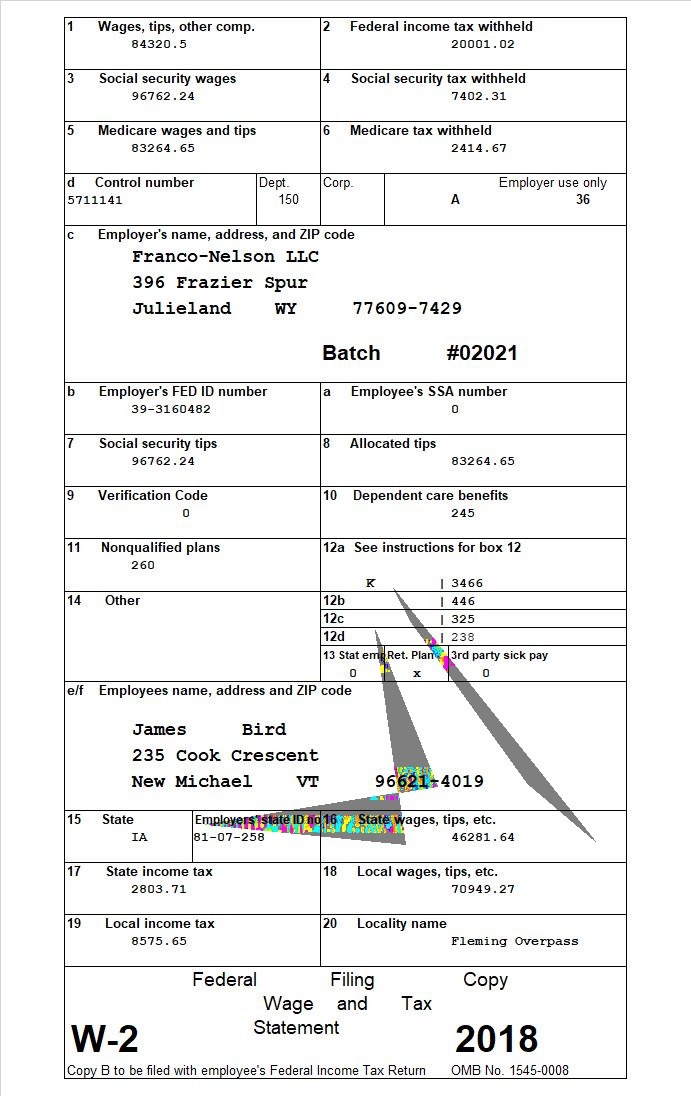 1 Wages, tips, other comp. 2 Federal income tax withheld
84320.5 20001.02
3 Social security wages 4 Social security tax withheld
96762.24 7402.31
5 Medicare wages and tips 6 Medicare tax withheld
83264.65 2414.67
d Control number Dept. Corp. Employer use only
5711141 150 A 36
c Employer's name, address, and ZIP code
Franco-Nelson LLC
396 Frazier Spur
Julieland WY 77609-7429
Batch #02021
b Employer's FED ID number a Employee's SSA number
39-3160482 0
7 Social security tips 8 Allocated tips
96762.24 83264.65
9 Verification Code 10 Dependent care benefits
0 245
11 Nonqualified plans 12a See instructions for box 12
260
K | 3466
14 Other 12b | 446
12c | 325
12d | 238
13 Stat emp Ret. Plan 3rd party sick pay
0 x 0
e/f Employees name, address and ZIP code
James Bird
235 Cook Crescent
New Michael VT 96621-4019
15 State Employers' state ID no 16 State wages, tips, etc.
IA 81-07-258 46281.64
17 State income tax 18 Local wages, tips, etc.
2803.71 70949.27
19 Local income tax 20 Locality name
8575.65 Fleming Overpass
Federal Filing Copy
Wage and Tax
Statement
W-2 2018
Copy B to be filed with employee's Federal Income Tax Return OMB No. 1545-0008